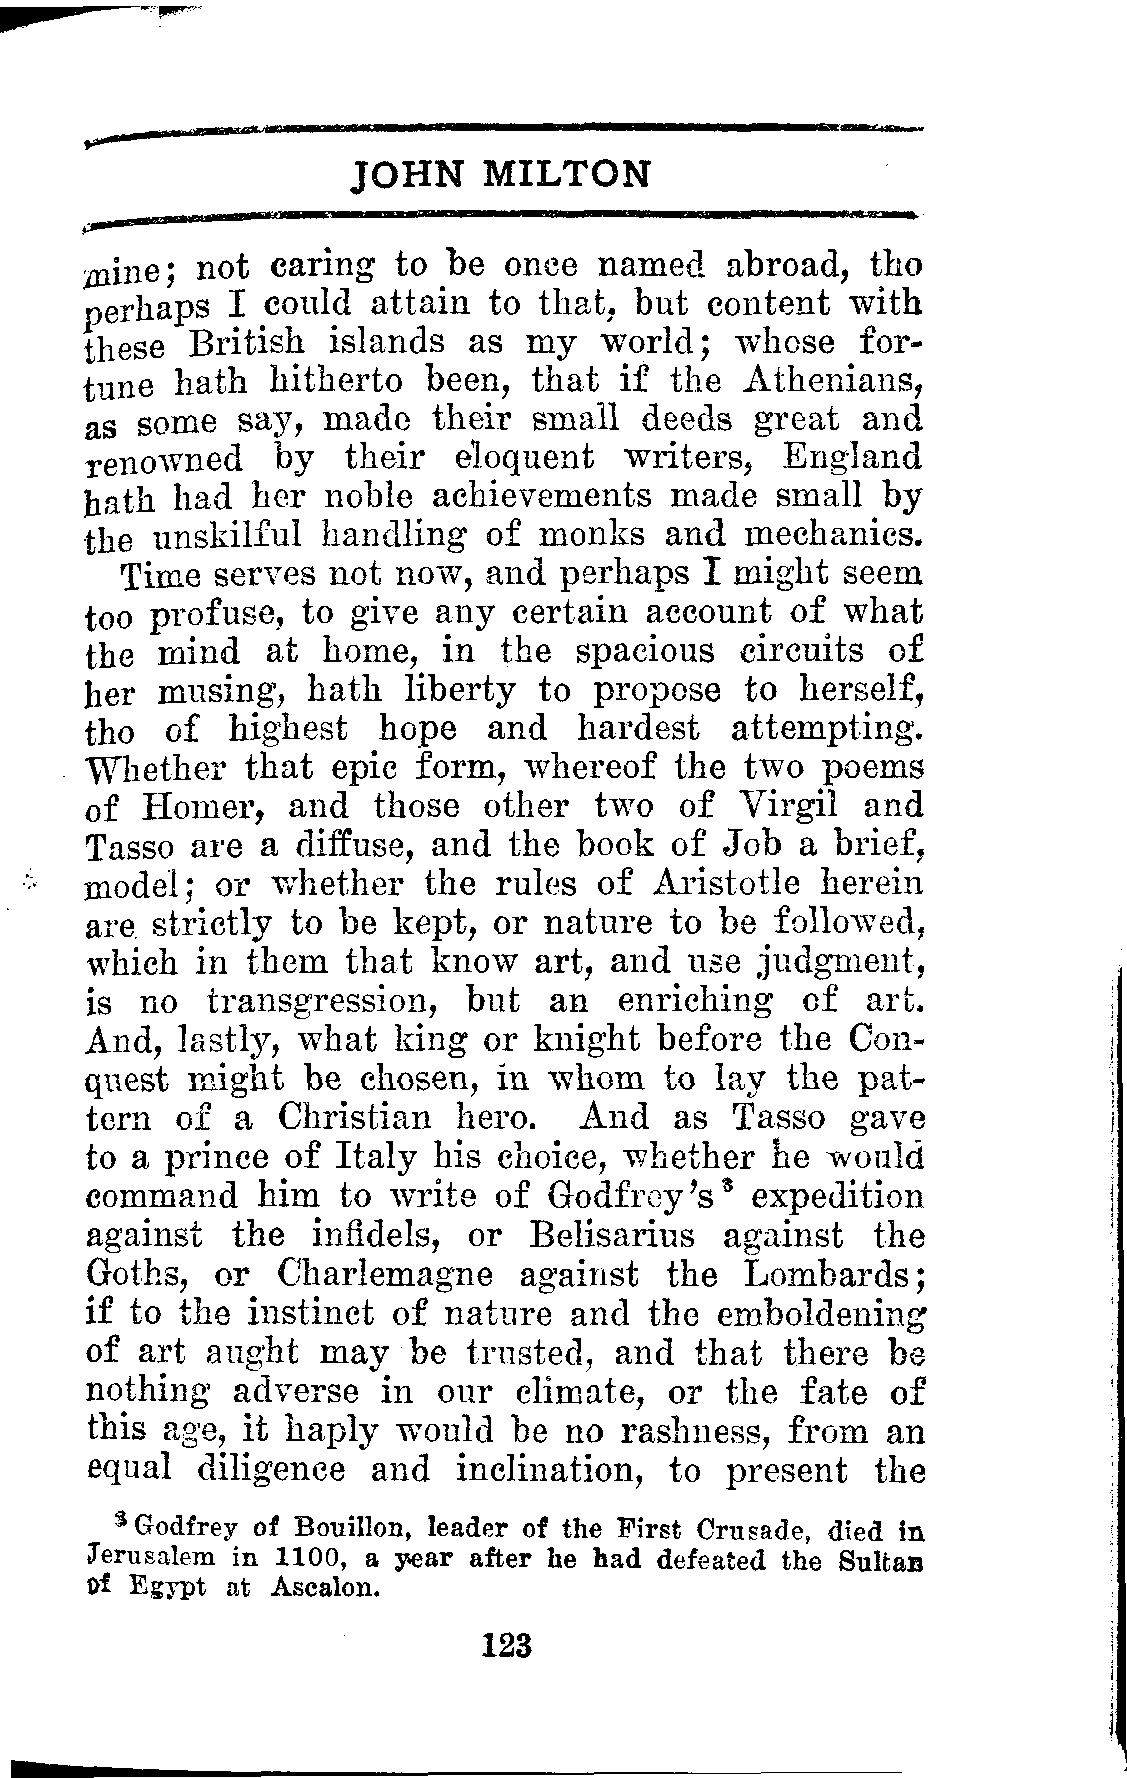 JOHN MILTON
mine; not caring to be once named abroad, tho
perhaps I could attain to that, but content with
these British islands as my world; whose for-
tune hath hitherto been, that if the Athenians,
as some say, made their small deeds great and
renowned by their eloquent writers, England
hath had her noble achievements made small by
the unskilful handling of monks and mechanics.
Time serves not now, and perhaps I might seem
too profuse, to give any certain account of what
the mind at home, in the spacious circuits of
her musing, hath liberty to propose to herself,
tho of highest hope and hardest attempting.
Whether that epic form, whereof the two poems
of Homer, and those other two of Virgil and
Tasso are a diffuse, and the book of Job a brief,
model; or whether the rules of Aristotle herein
are strictly to be kept, or nature to be followed,
which in them that know art, and use judgment,
is no transgression, but an enriching of art.
And, lastly, what king or knight before the Con-
quest might be chosen, in whom to lay the pat-
tern of a Christian hero. And as Tasso gave
to a prince of Italy his choice, whether he would
command him to write of Godfrey's³ expedition
against the infidels, or Belisarius against the
Goths, or Charlemagne against the Lombards;
if to the instinct of nature and the emboldening
of art aught may be trusted, and that there be
nothing adverse in our climate, or the fate of
this age, it haply would be no rashness, from an
equal diligence and inclination, to present the
³ Godfrey of Bouillon, leader of the First Crusade, died in
Jerusalem in 1100, a year after he had defeated the Sultan
of Egypt at Ascalon.
123